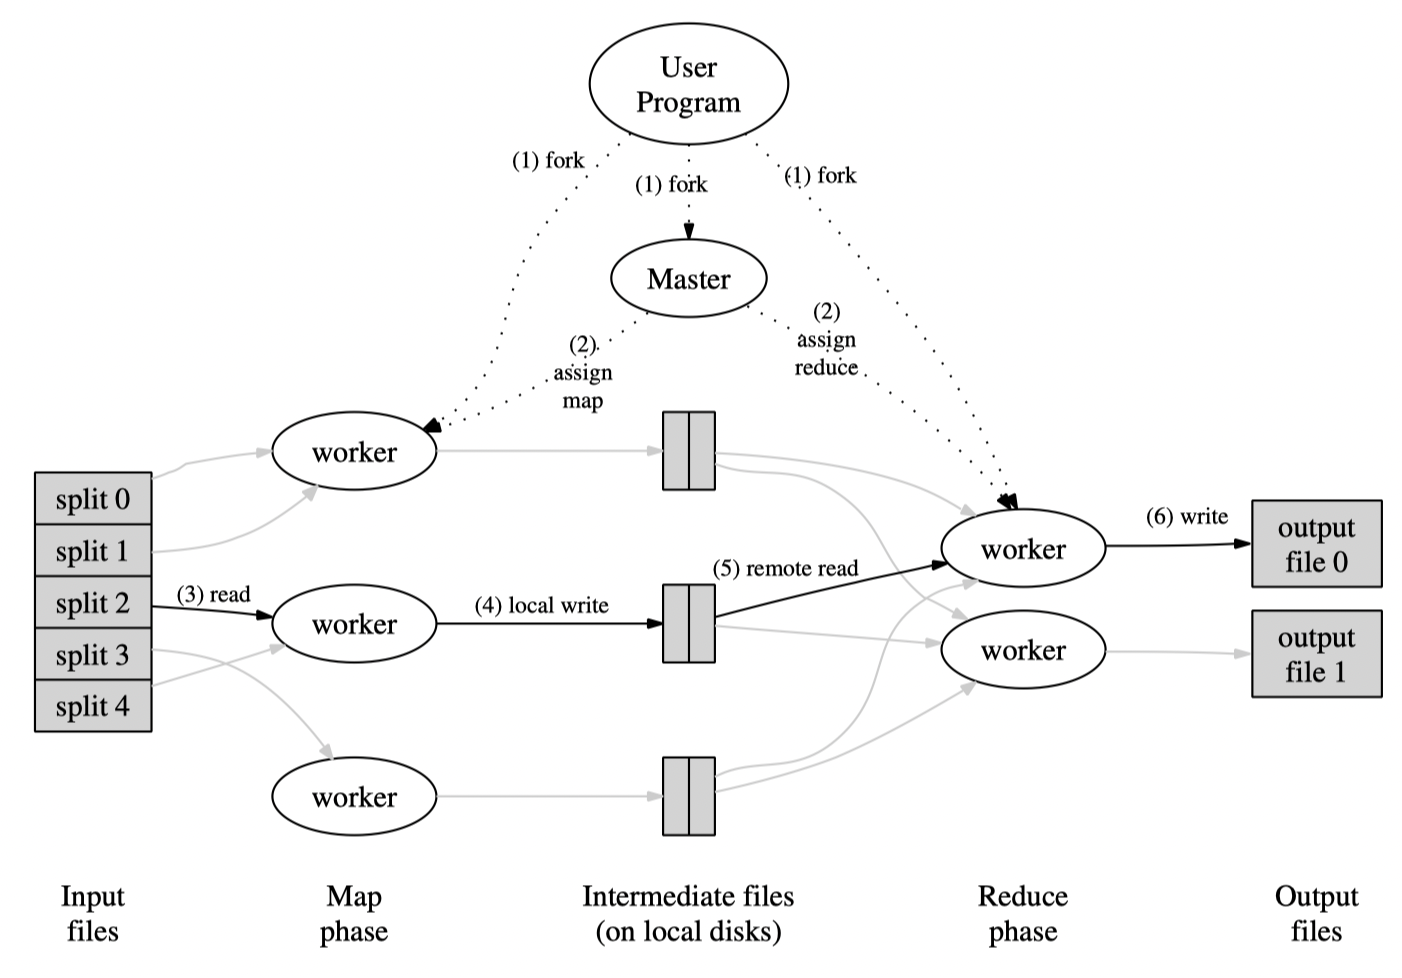 User
Program
(1) fork
(1) fork
(1) fork
Master
(2)
assign
map
(2)
assign
reduce
split 0
split 1
split 2
split 3
split 4
(3) read
worker
worker
worker
(4) local write
(5) remote read
worker
worker
(6) write
output
file 0
output
file 1
Input
files
Map
phase
Intermediate files
(on local disks)
Reduce
phase
Output
files